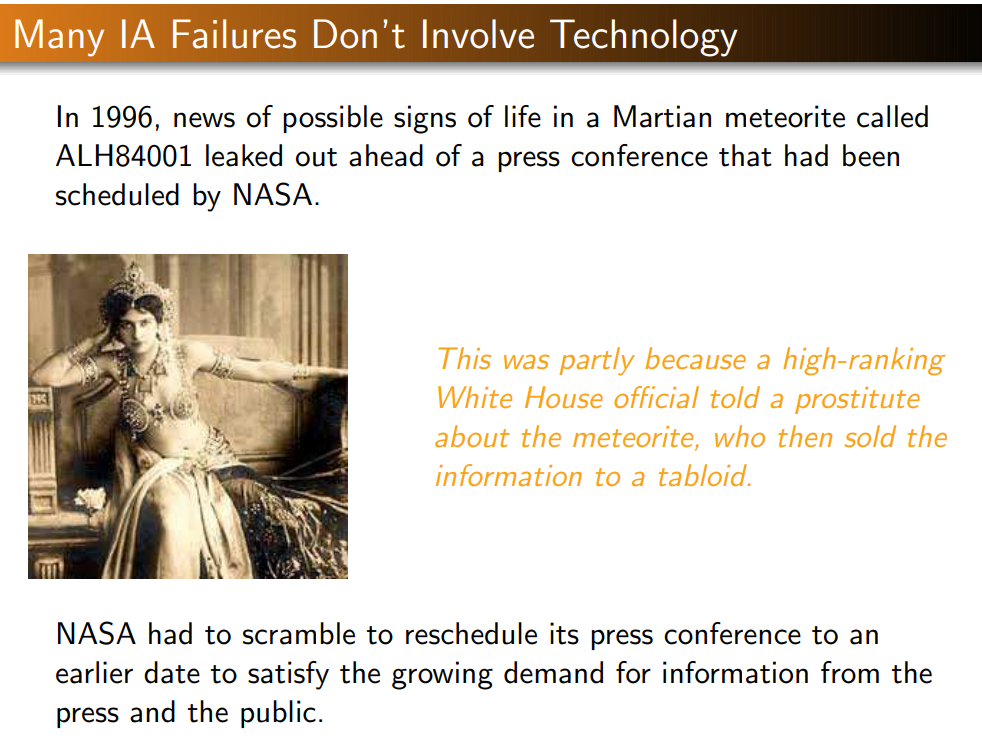 Many IA Failures Don't Involve Technology
In 1996, news of possible signs of life in a Martian meteorite called
ALH84001 leaked out ahead of a press conference that had been
scheduled by NASA.
This was partly because a high-ranking
White House official told a prostitute
about the meteorite, who then sold the
information to a tabloid.
NASA had to scramble to reschedule its press conference to an
earlier date to satisfy the growing demand for information from the
press and the public.